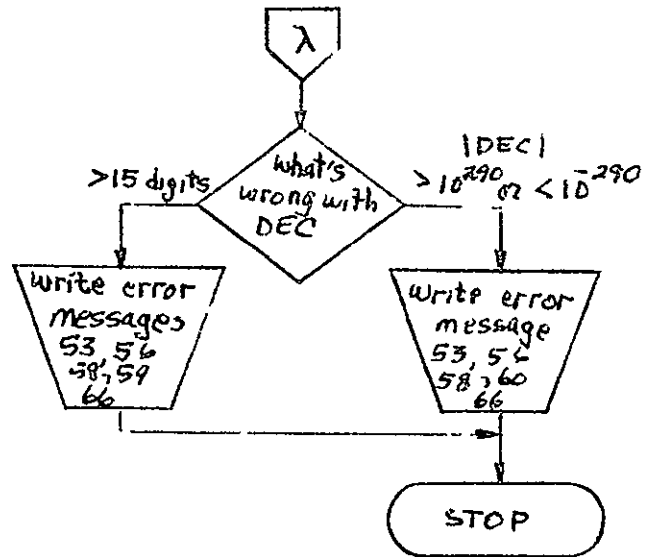 λ
what's
wrong with
DEC
>15 digits
|DEC|
>10^290 or <10^-290
write error
messages
53, 56
58, 59
66
write error
message
53, 56
58, 60
66
STOP